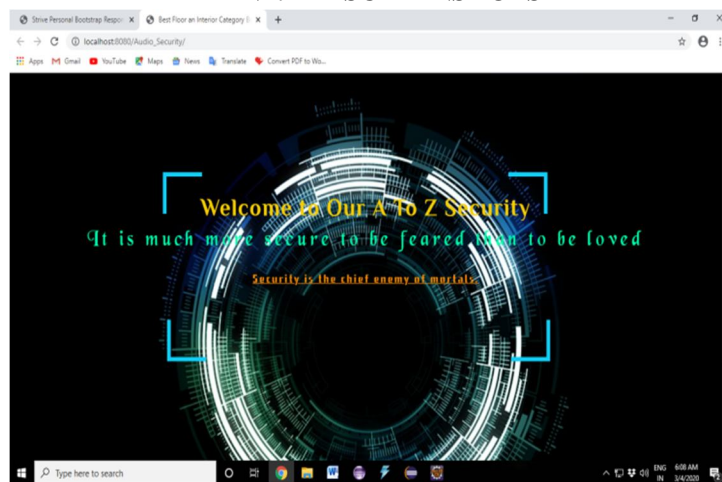 Strive Personal Bootstrap Respon
Best Floor an Interior Category
localhost:8080/Audio_Security/
Apps Gmail YouTube Maps News Translate Convert PDF to Wo...
Welcome to Our A To Z Security
It is much more secure to be feared than to be loved
Security is the chief enemy of mortals.
Type here to search
ENG 6:08 AM
IN 3/4/2020